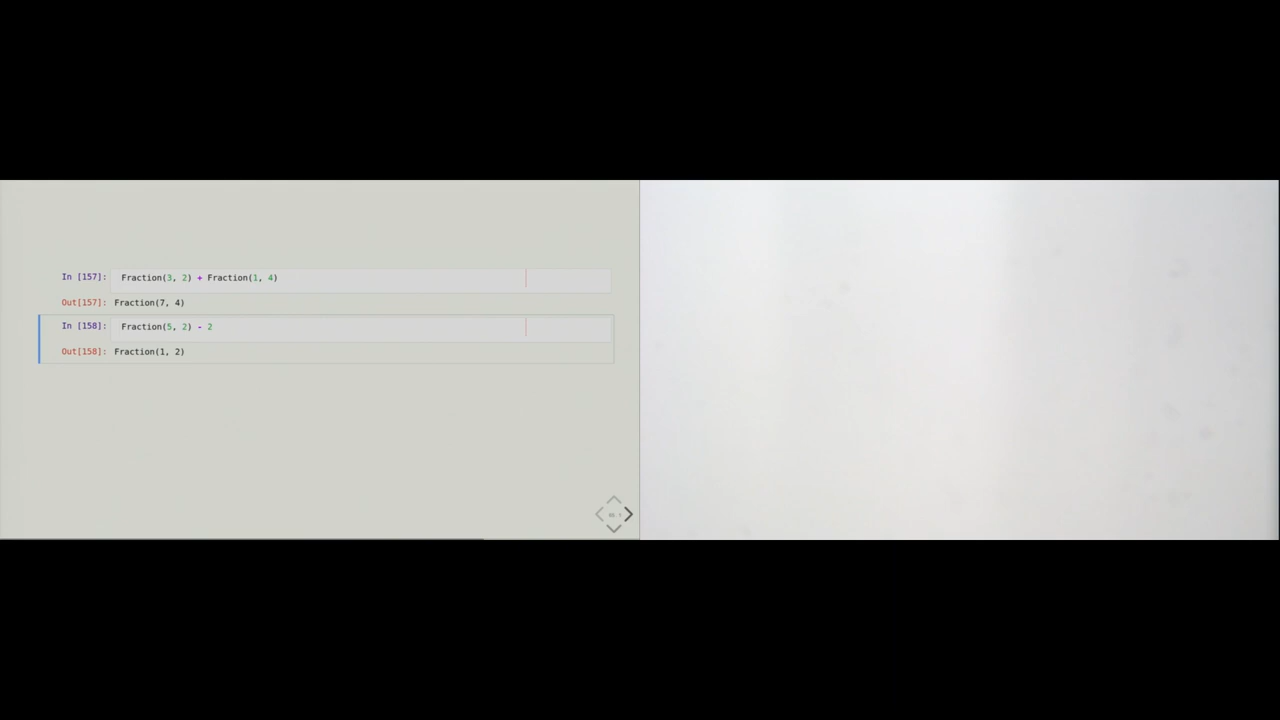 In [157]: Fraction(3, 2) + Fraction(1, 4)
Out[157]: Fraction(7, 4)
In [158]: Fraction(5, 2) - 2
Out[158]: Fraction(1, 2)